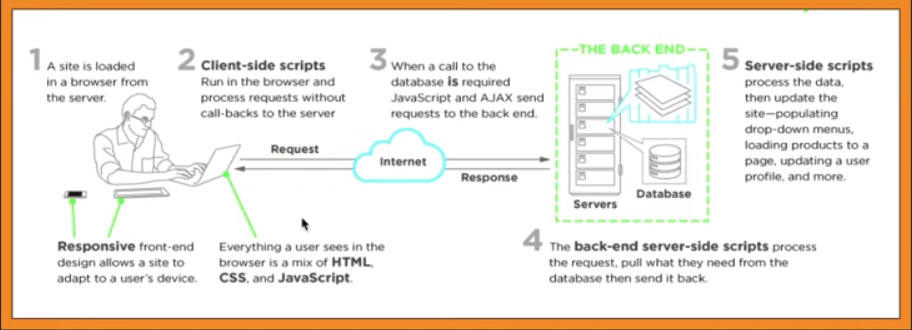 1 A site is loaded
in a browser from
the server.
2 Client-side scripts
Run in the browser and
process requests without
call-backs to the server
3 When a call to the
database is required
JavaScript and AJAX send
requests to the back end.
THE BACK END
5 Server-side scripts
process the data,
then update the
site—populating
drop-down menus,
loading products to a
page, updating a user
profile, and more.
Request
Internet
Response
Servers
Database
Responsive front-end
design allows a site to
adapt to a user's device.
Everything a user sees in the
browser is a mix of HTML,
CSS, and JavaScript.
4 The back-end server-side scripts process
the request, pull what they need from the
database then send it back.